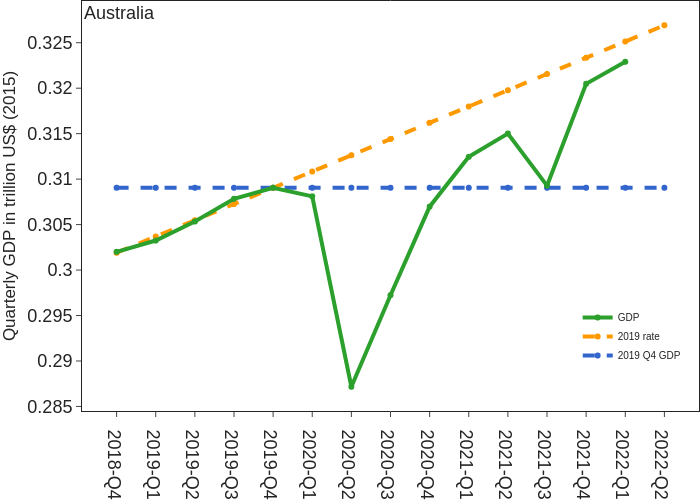 Australia
Quarterly GDP in trillion US$ (2015)
0.325
0.32
0.315
0.31
0.305
0.3
0.295
0.29
0.285
GDP
2019 rate
2019 Q4 GDP
2018-Q4
2019-Q1
2019-Q2
2019-Q3
2019-Q4
2020-Q1
2020-Q2
2020-Q3
2020-Q4
2021-Q1
2021-Q2
2021-Q3
2021-Q4
2022-Q1
2022-Q2